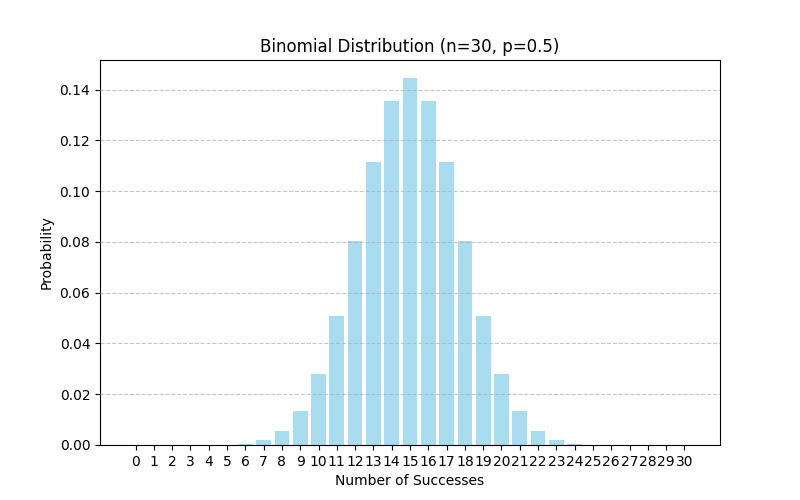 Binomial Distribution (n=30, p=0.5)
0.14
0.12
0.10
0.08
0.06
0.04
0.02
0.00
Probability
0 1 2 3 4 5 6 7 8 9 10 11 12 13 14 15 16 17 18 19 20 21 22 23 24 25 26 27 28 29 30
Number of Successes